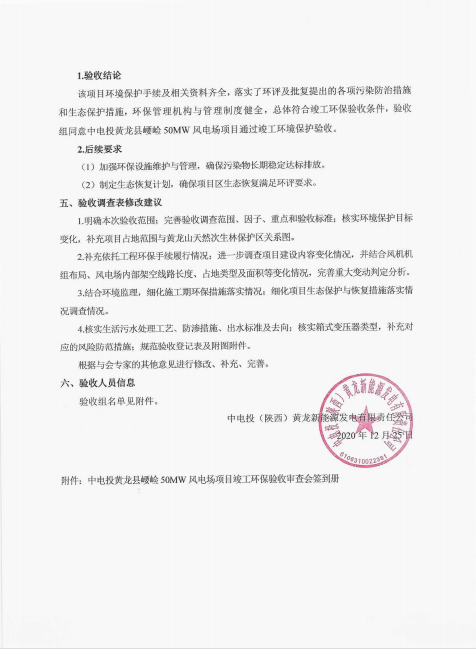 1.验收结论
该项目环境保护手续及相关资料齐全，落实了环评及批复提出的各项污染防治措施
和生态保护措施，环保管理机构与管理制度健全，总体符合竣工环保验收条件，验收
组同意中电投黄龙县崾崄 50MW 风电场项目通过竣工环境保护验收。
2.后续要求
（1）加强环保设施维护与管理，确保污染物长期稳定达标排放。
（2）制定生态恢复计划，确保项目区生态恢复满足环评要求。
五、验收调查表修改建议
1.明确本次验收范围；完善验收调查范围、因子、重点和验收标准；核实环境保护目标
变化，补充项目占地范围与黄龙山天然次生林保护区关系图。
2.补充依托工程环保手续履行情况；进一步调查项目建设内容变化情况，并结合风机机
组布局、风电场内部架空线路长度、占地类型及面积等变化情况，完善重大变动判定分析。
3.结合环境监理，细化施工期环保措施落实情况；细化项目生态保护与恢复措施落实情
况调查情况。
4.核实生活污水处理工艺、防渗措施、出水标准及去向；核实箱式变压器类型，补充对
应的风险防范措施；规范验收登记表及附图附件。
根据与会专家的其他意见进行修改、补充、完善。
六、验收人员信息
验收组名单见附件。
中电投（陕西）黄龙新能源发电有限责任公司
2020 年 12 月 25 日
中电投（陕西）黄龙新能源发电有限责任公司
6106310022391
附件：中电投黄龙县崾崄 50MW 风电场项目竣工环保验收审查会签到册